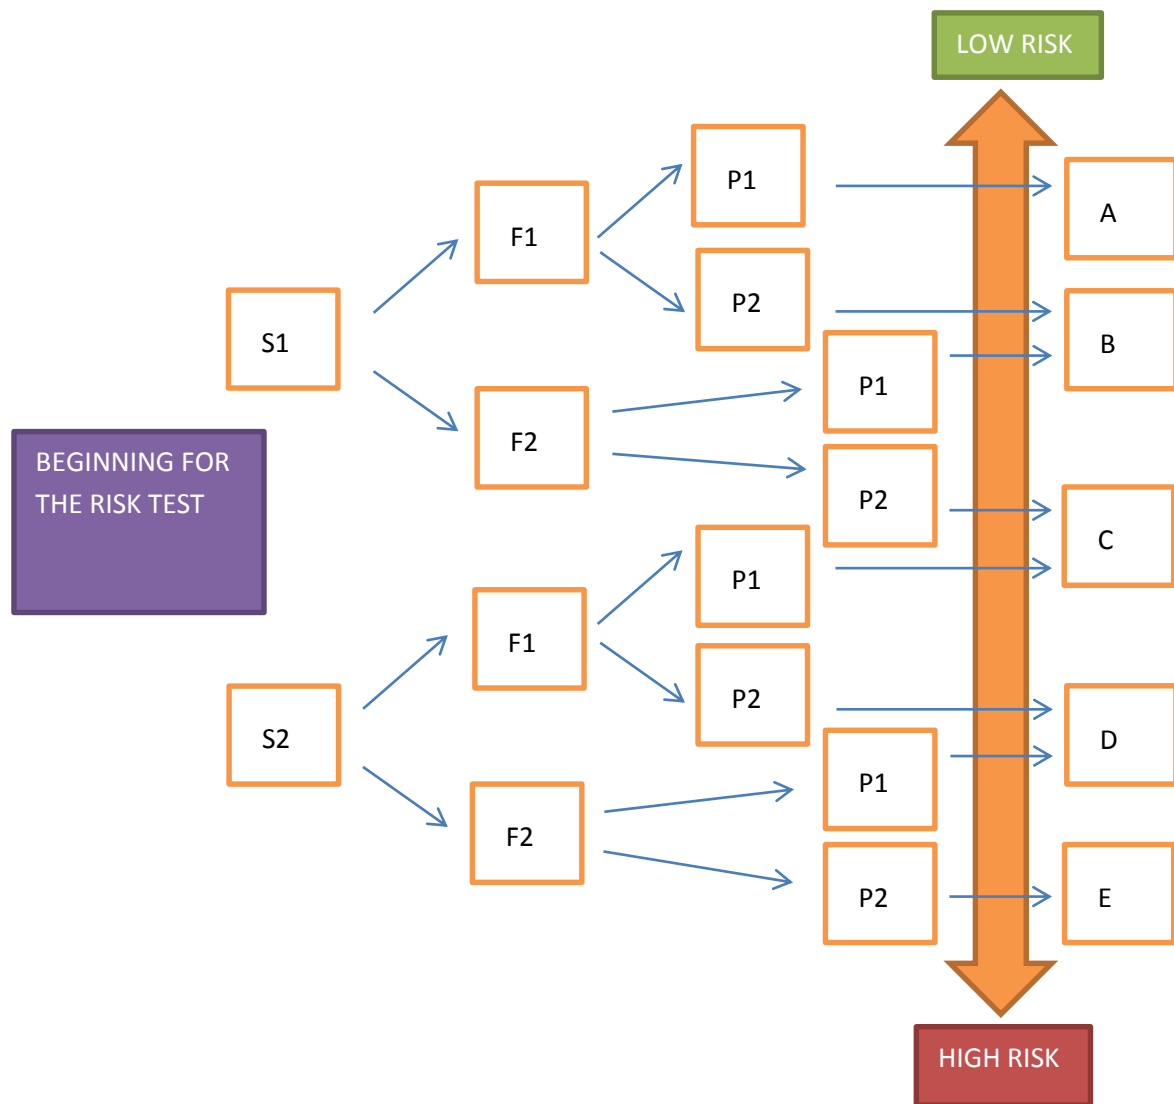 LOW RISK
P1
A
F1
P2
S1
B
P1
F2
BEGINNING FOR
THE RISK TEST
P2
C
P1
F1
P2
S2
D
P1
F2
P2
E
HIGH RISK